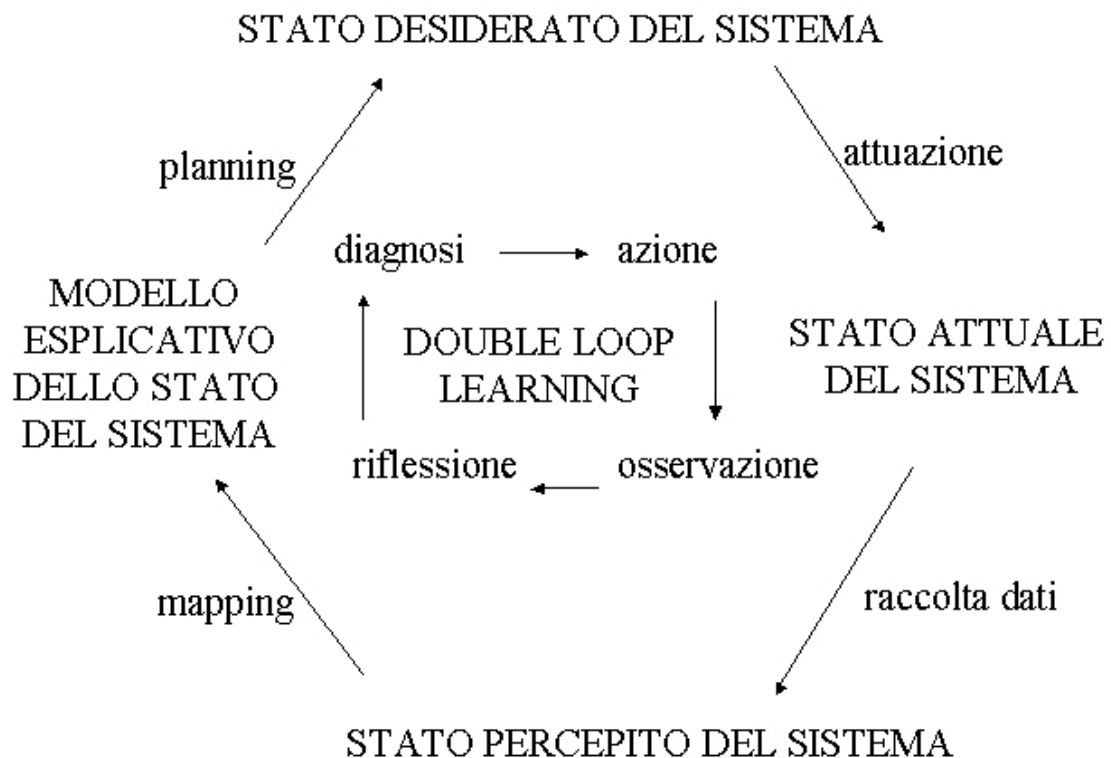 STATO DESIDERATO DEL SISTEMA
planning
attuazione
diagnosi
azione
MODELLO
ESPLICATIVO
DELLO STATO
DEL SISTEMA
DOUBLE LOOP
LEARNING
STATO ATTUALE
DEL SISTEMA
riflessione
osservazione
mapping
raccolta dati
STATO PERCEPITO DEL SISTEMA